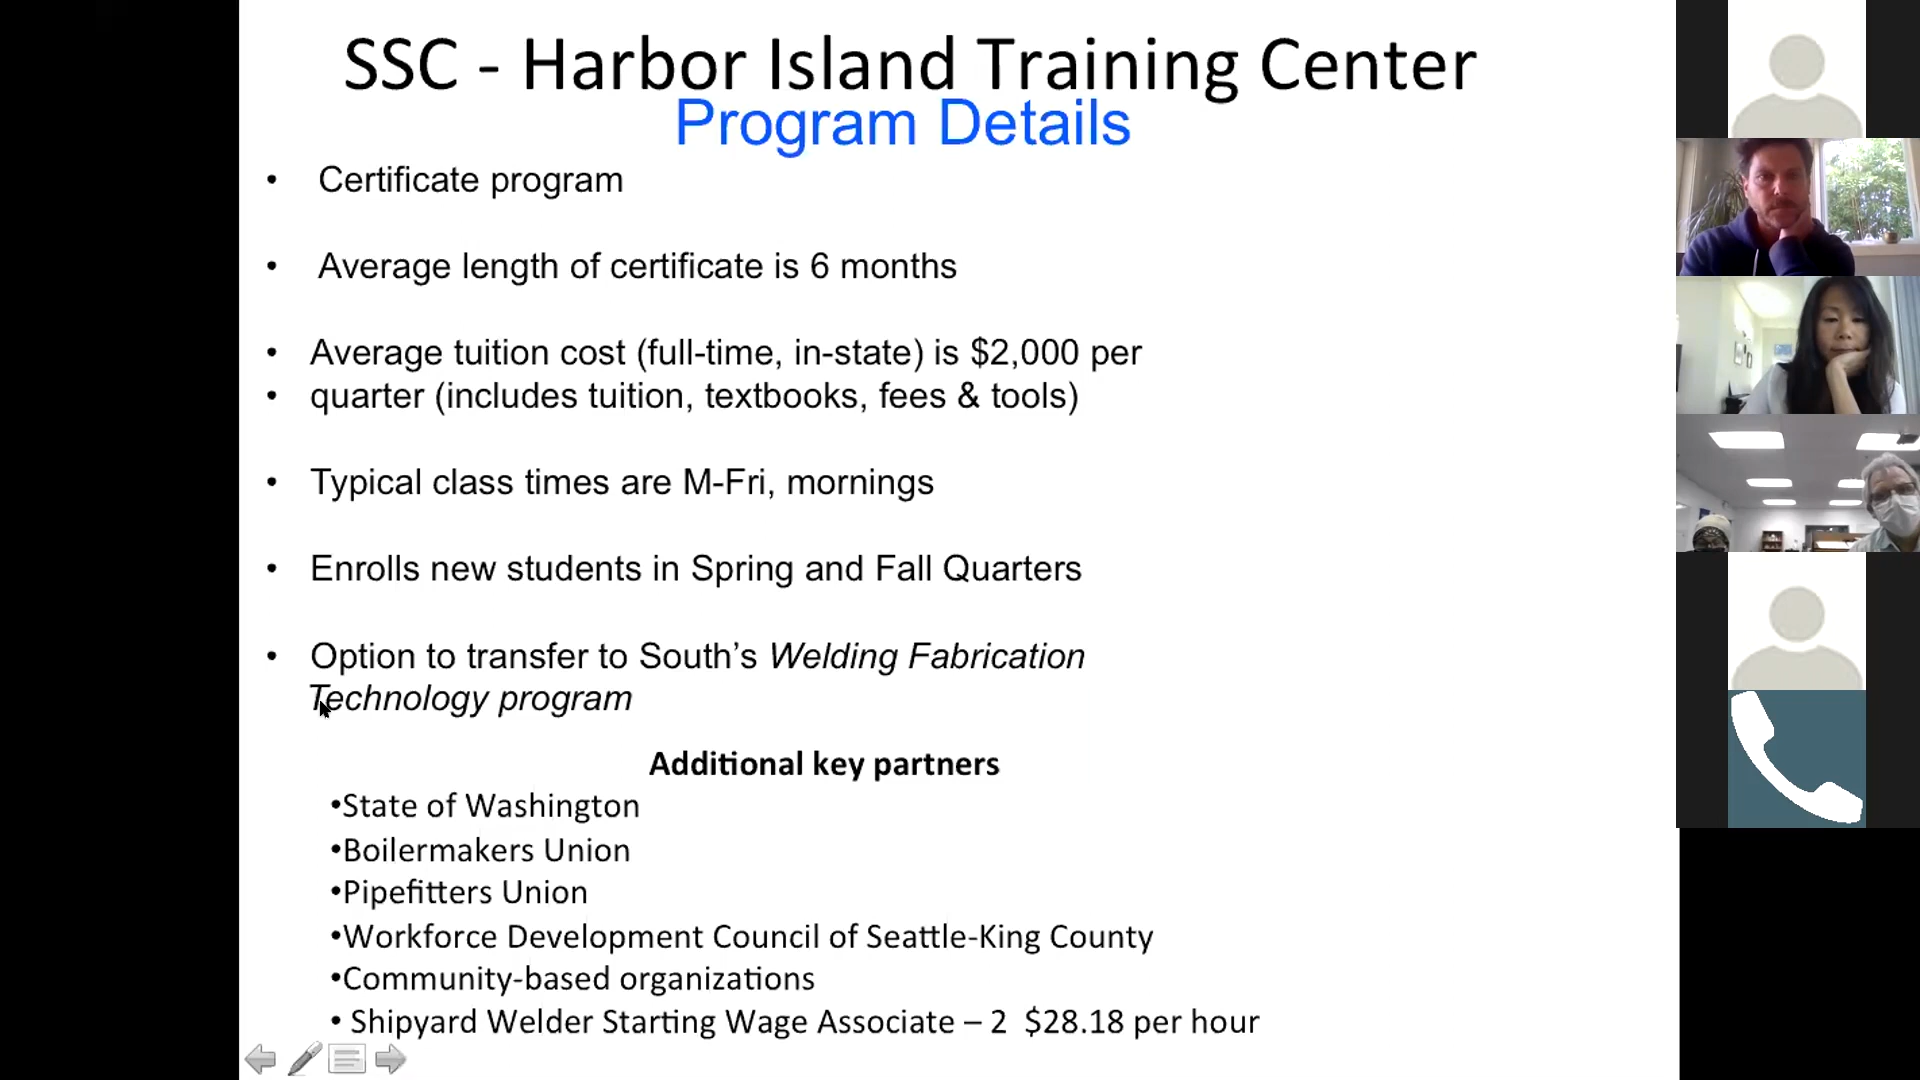 SSC - Harbor Island Training Center
Program Details
• Certificate program
• Average length of certificate is 6 months
• Average tuition cost (full-time, in-state) is $2,000 per
• quarter (includes tuition, textbooks, fees & tools)
• Typical class times are M-Fri, mornings
• Enrolls new students in Spring and Fall Quarters
• Option to transfer to South’s Welding Fabrication
Technology program
Additional key partners
•State of Washington
•Boilermakers Union
•Pipefitters Union
•Workforce Development Council of Seattle-King County
•Community-based organizations
• Shipyard Welder Starting Wage Associate – 2 $28.18 per hour